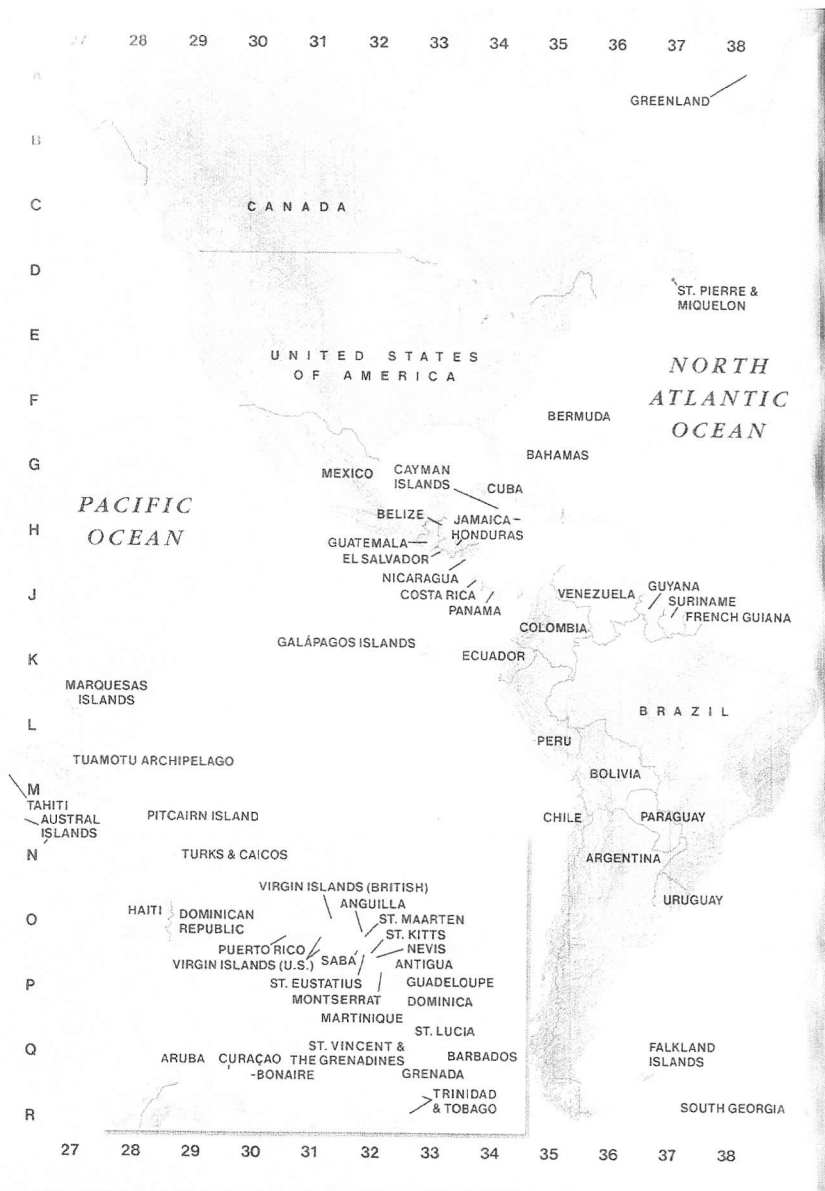 27 28 29 30 31 32 33 34 35 36 37 38
A
GREENLAND
B
C
CANADA
D
ST. PIERRE &
MIQUELON
E
UNITED STATES
OF AMERICA
NORTH
ATLANTIC
OCEAN
F
BERMUDA
BAHAMAS
G
MEXICO
CAYMAN
ISLANDS
CUBA
PACIFIC
OCEAN
BELIZE
JAMAICA
H
HONDURAS
GUATEMALA
EL SALVADOR
NICARAGUA
COSTA RICA
PANAMA
J
VENEZUELA
GUYANA
SURINAME
FRENCH GUIANA
COLOMBIA
GALÁPAGOS ISLANDS
ECUADOR
K
MARQUESAS
ISLANDS
BRAZIL
L
PERU
TUAMOTU ARCHIPELAGO
BOLIVIA
M
TAHITI
AUSTRAL
ISLANDS
PITCAIRN ISLAND
CHILE
PARAGUAY
N
TURKS & CAICOS
ARGENTINA
URUGUAY
VIRGIN ISLANDS (BRITISH)
ANGUILLA
HAITI
DOMINICAN
REPUBLIC
O
ST. MAARTEN
ST. KITTS
NEVIS
PUERTO RICO
VIRGIN ISLANDS (U.S.)
SABA
ANTIGUA
P
ST. EUSTATIUS
GUADELOUPE
MONTSERRAT
DOMINICA
MARTINIQUE
ST. LUCIA
Q
ST. VINCENT &
THE GRENADINES
BARBADOS
ARUBA
CURAÇAO
-BONAIRE
GRENADA
FALKLAND
ISLANDS
R
TRINIDAD
& TOBAGO
SOUTH GEORGIA
27 28 29 30 31 32 33 34 35 36 37 38